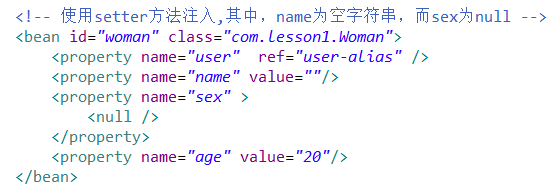 <!-- 使用setter方法注入,其中，name为空字符串，而sex为null -->
<bean id="woman" class="com.lesson1.Woman">
    <property name="user"  ref="user-alias" />
    <property name="name" value=""/>
    <property name="sex" >
        <null />
    </property>
    <property name="age" value="20"/>
</bean>